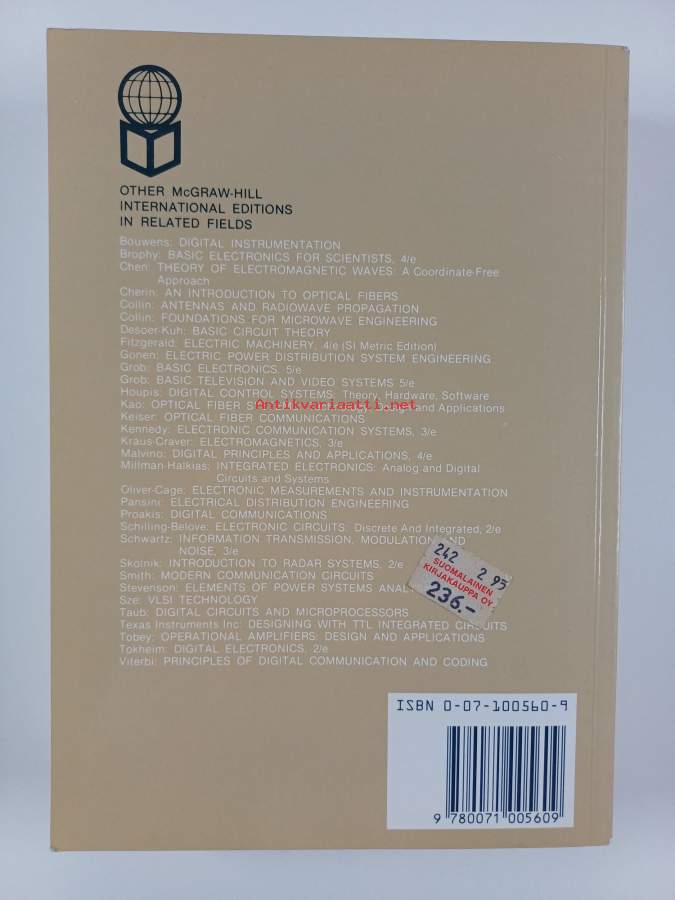 OTHER McGRAW-HILL
INTERNATIONAL EDITIONS
IN RELATED FIELDS
Bouwens: DIGITAL INSTRUMENTATION
Brophy: BASIC ELECTRONICS FOR SCIENTISTS, 4/e
Chen: THEORY OF ELECTROMAGNETIC WAVES: A Coordinate-Free
Approach
Cherin: AN INTRODUCTION TO OPTICAL FIBERS
Collin: ANTENNAS AND RADIOWAVE PROPAGATION
Collin: FOUNDATIONS FOR MICROWAVE ENGINEERING
Desoer-Kuh: BASIC CIRCUIT THEORY
Fitzgerald: ELECTRIC MACHINERY, 4/e (SI Metric Edition)
Gonen: ELECTRIC POWER DISTRIBUTION SYSTEM ENGINEERING
Grob: BASIC ELECTRONICS, 5/e
Grob: BASIC TELEVISION AND VIDEO SYSTEMS 5/e
Houpis: DIGITAL CONTROL SYSTEMS: Theory, Hardware, Software
Kao: OPTICAL FIBER and Applications
Antikvariaatti.net
Keiser: OPTICAL FIBER COMMUNICATIONS
Kennedy: ELECTRONIC COMMUNICATION SYSTEMS, 3/e
Kraus-Craver: ELECTROMAGNETICS, 3/e
Malvino: DIGITAL PRINCIPLES AND APPLICATIONS, 4/e
Millman-Halkias: INTEGRATED ELECTRONICS: Analog and Digital
Circuits and Systems
Oliver-Cage: ELECTRONIC MEASUREMENTS AND INSTRUMENTATION
Pansini: ELECTRICAL DISTRIBUTION ENGINEERING
Proakis: DIGITAL COMMUNICATIONS
Schilling-Belove: ELECTRONIC CIRCUITS: Discrete And Integrated, 2/e
Schwartz: INFORMATION TRANSMISSION, MODULATION AND
NOISE, 3/e
Skolnik: INTRODUCTION TO RADAR SYSTEMS, 2/e
Smith: MODERN COMMUNICATION CIRCUITS
Stevenson: ELEMENTS OF POWER SYSTEMS ANAL
Sze: VLSI TECHNOLOGY
Taub: DIGITAL CIRCUITS AND MICROPROCESSORS
Texas Instruments Inc: DESIGNING WITH TTL INTEGRATED CIRCUITS
Tobey: OPERATIONAL AMPLIFIERS: DESIGN AND APPLICATIONS
Tokheim: DIGITAL ELECTRONICS, 2/e
Viterbi: PRINCIPLES OF DIGITAL COMMUNICATION AND CODING
242 2 95
SUOMALAINEN
KIRJAKAUPPA OY
236.-
ISBN 0-07-100560-9
9 780071 005609